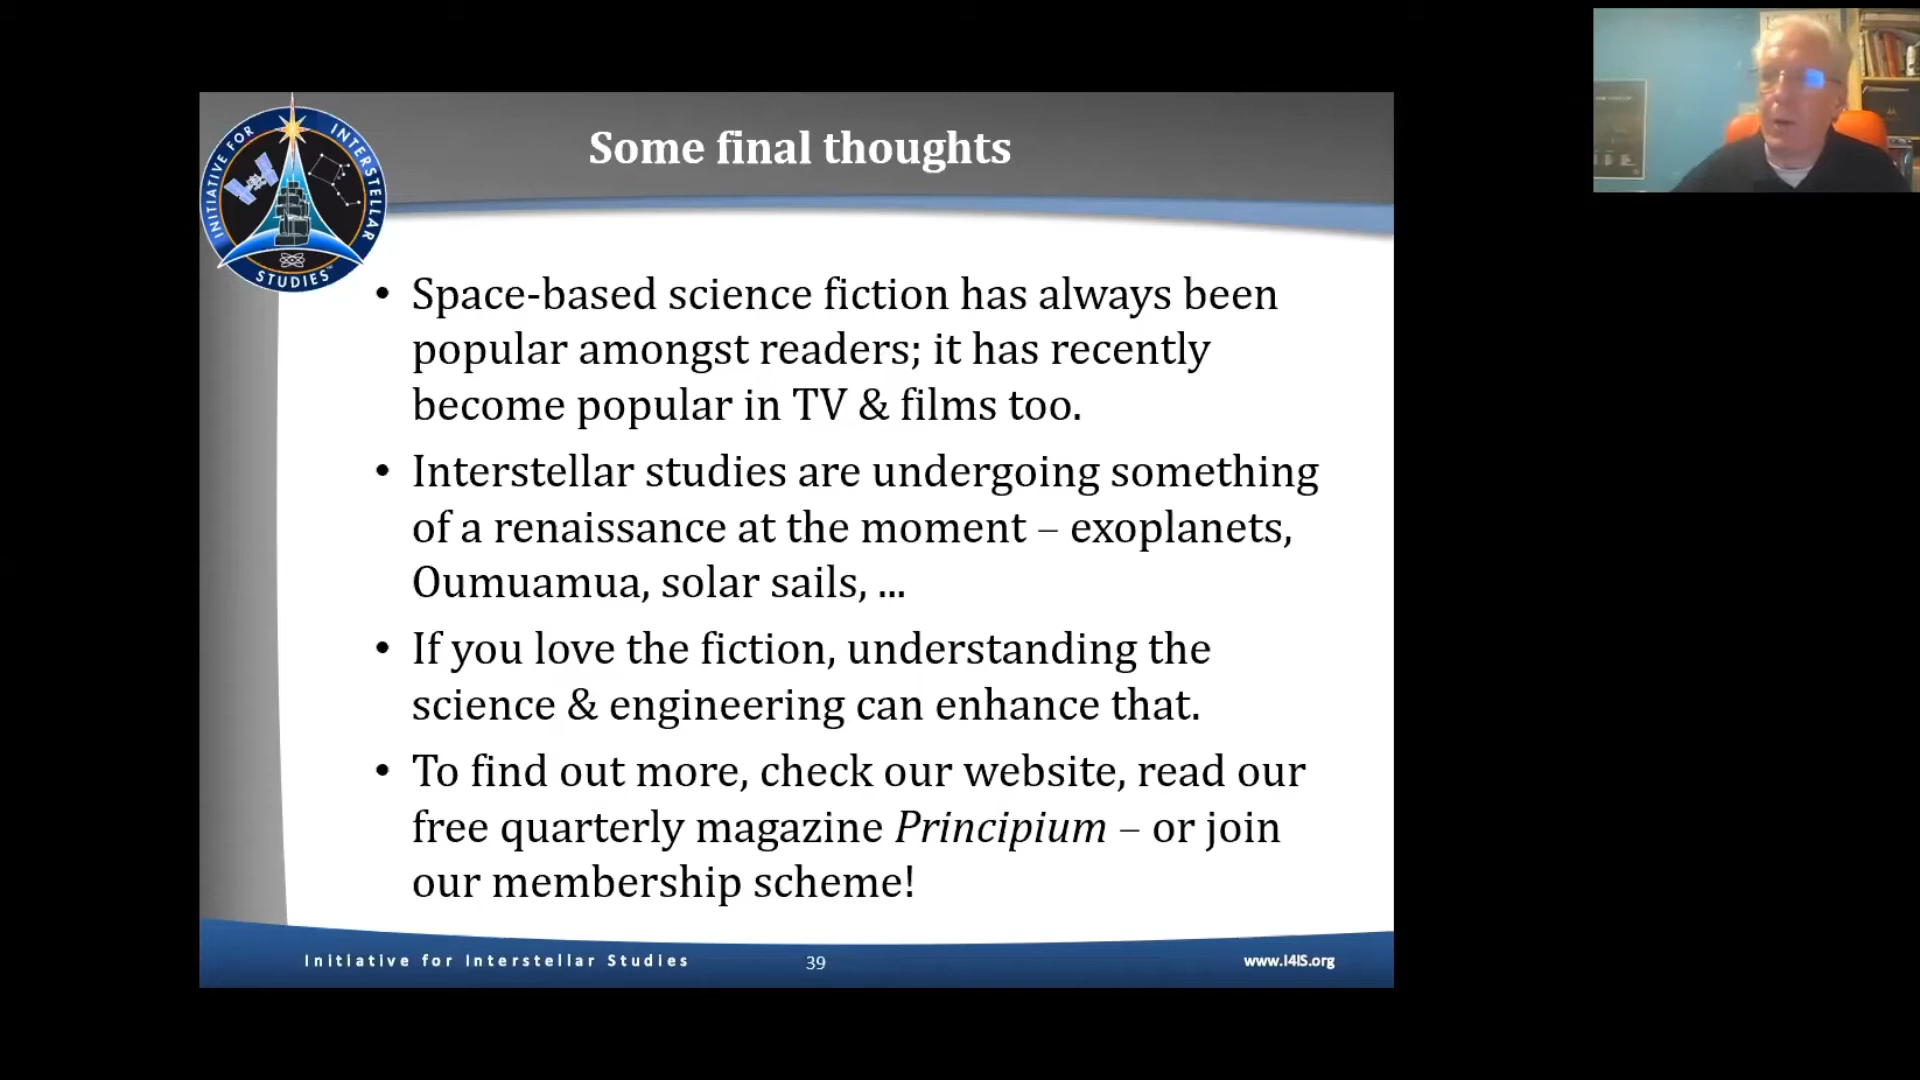 INITIATIVE FOR INTERSTELLAR STUDIES™
Some final thoughts
• Space-based science fiction has always been
popular amongst readers; it has recently
become popular in TV & films too.
• Interstellar studies are undergoing something
of a renaissance at the moment – exoplanets,
Oumuamua, solar sails, ...
• If you love the fiction, understanding the
science & engineering can enhance that.
• To find out more, check our website, read our
free quarterly magazine Principium – or join
our membership scheme!
Initiative for Interstellar Studies
39
www.I4IS.org